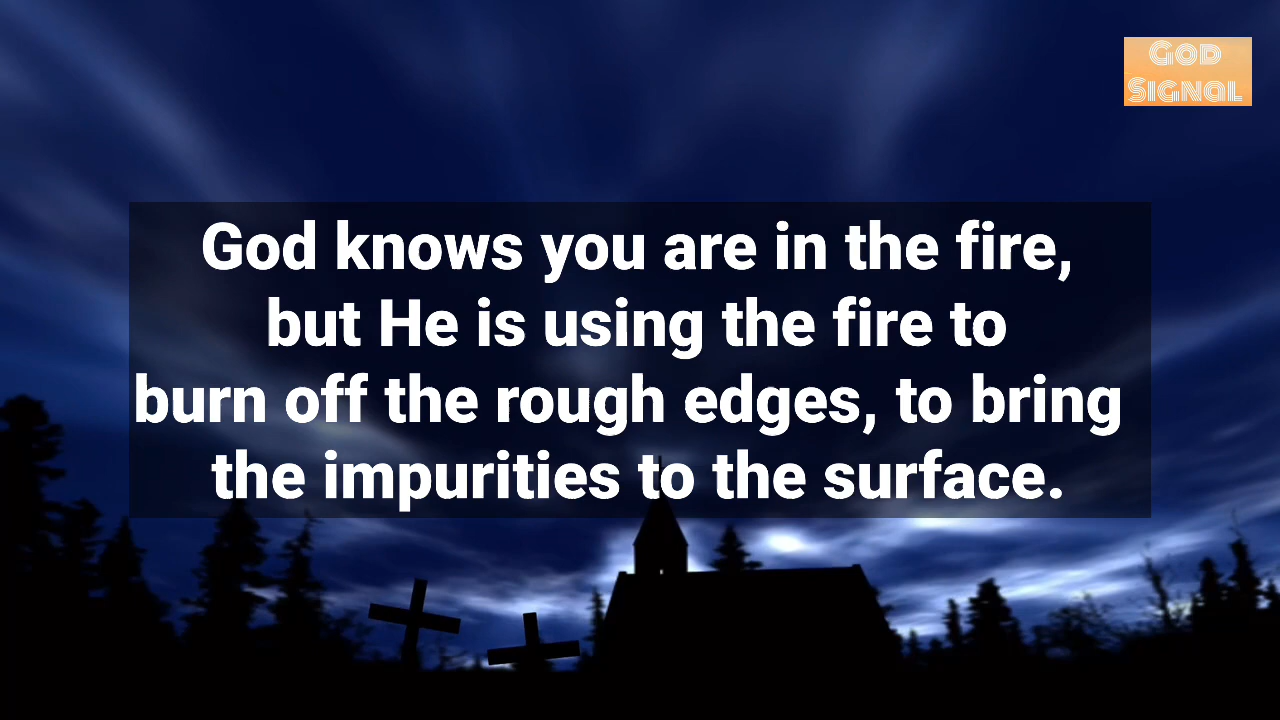 God
Signal
God knows you are in the fire,
but He is using the fire to
burn off the rough edges, to bring
the impurities to the surface.